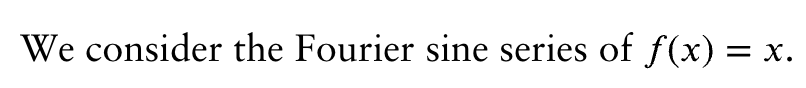 We consider the Fourier sine series of f(x) = x.